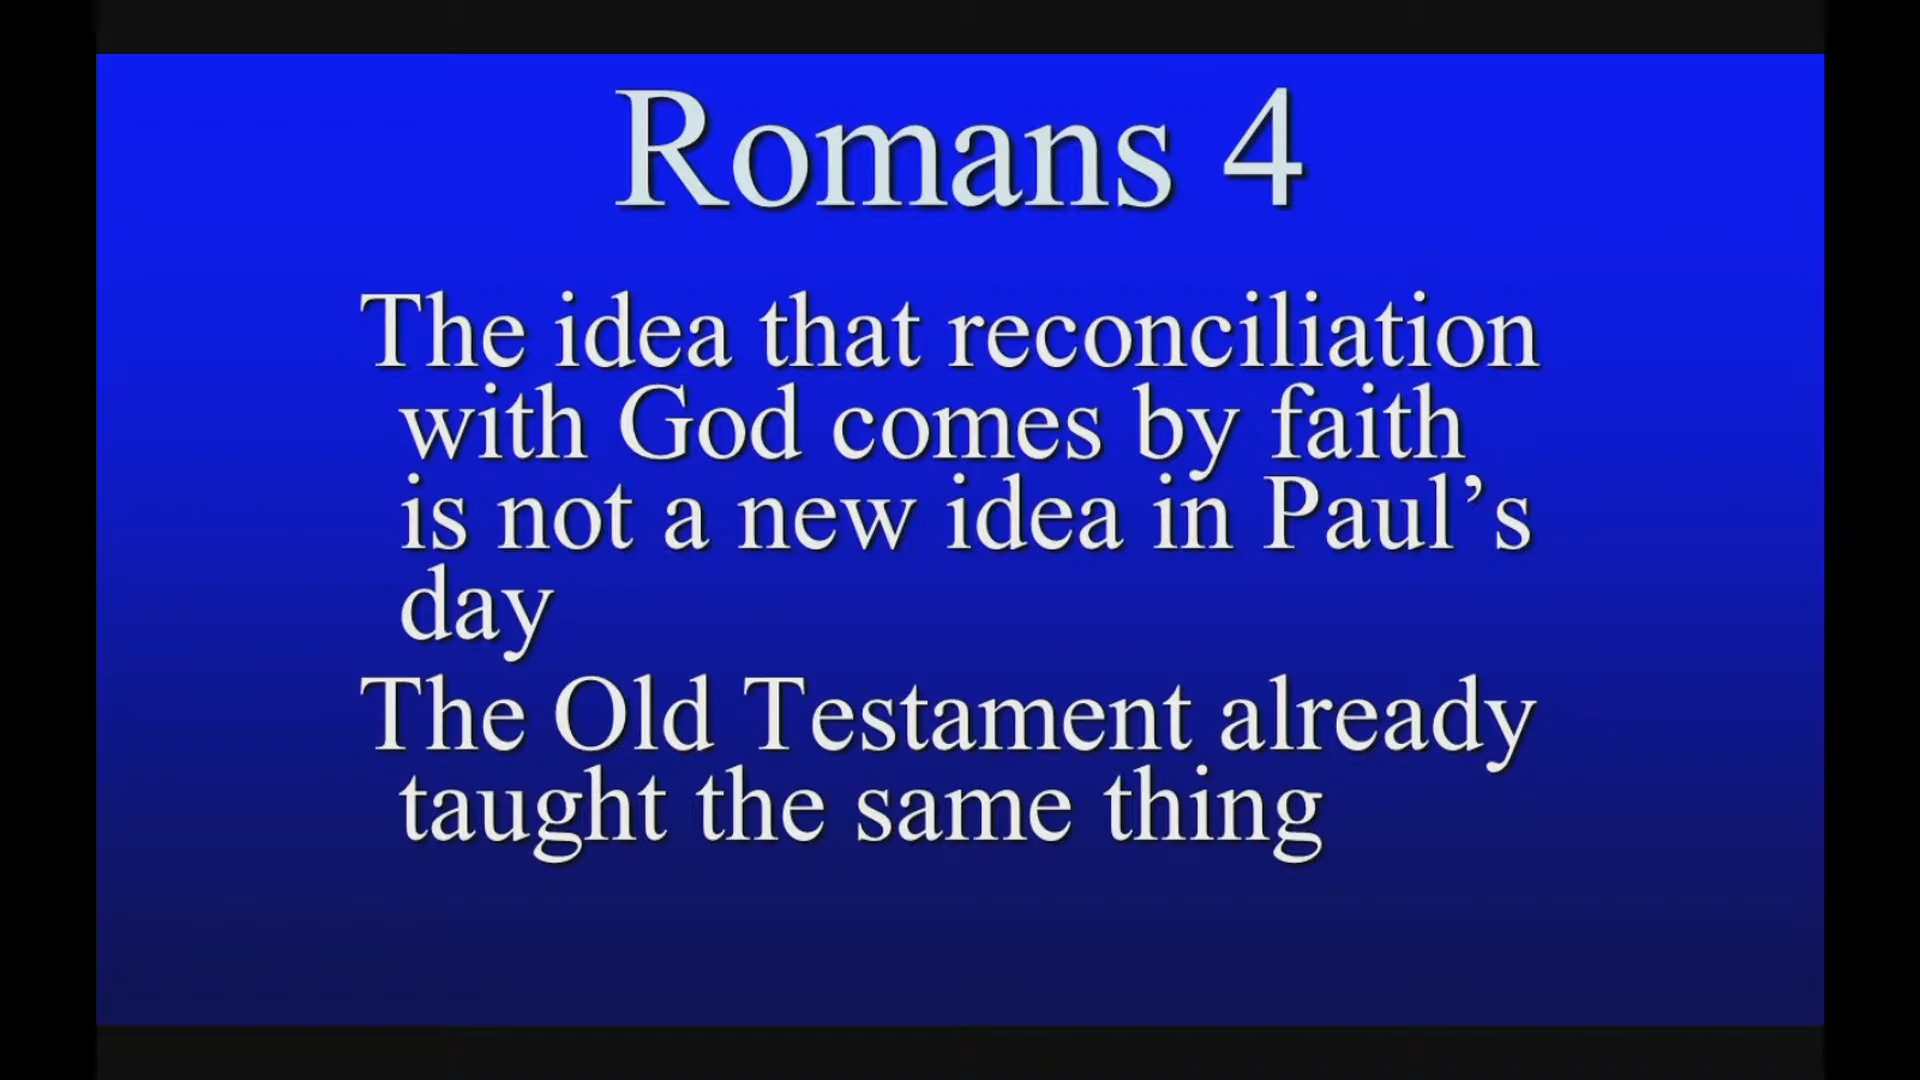 Romans 4
The idea that reconciliation
with God comes by faith
is not a new idea in Paul’s
day
The Old Testament already
taught the same thing